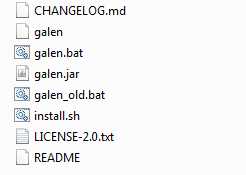 CHANGELOG.md
galen
galen.bat
galen.jar
galen_old.bat
install.sh
LICENSE-2.0.txt
README